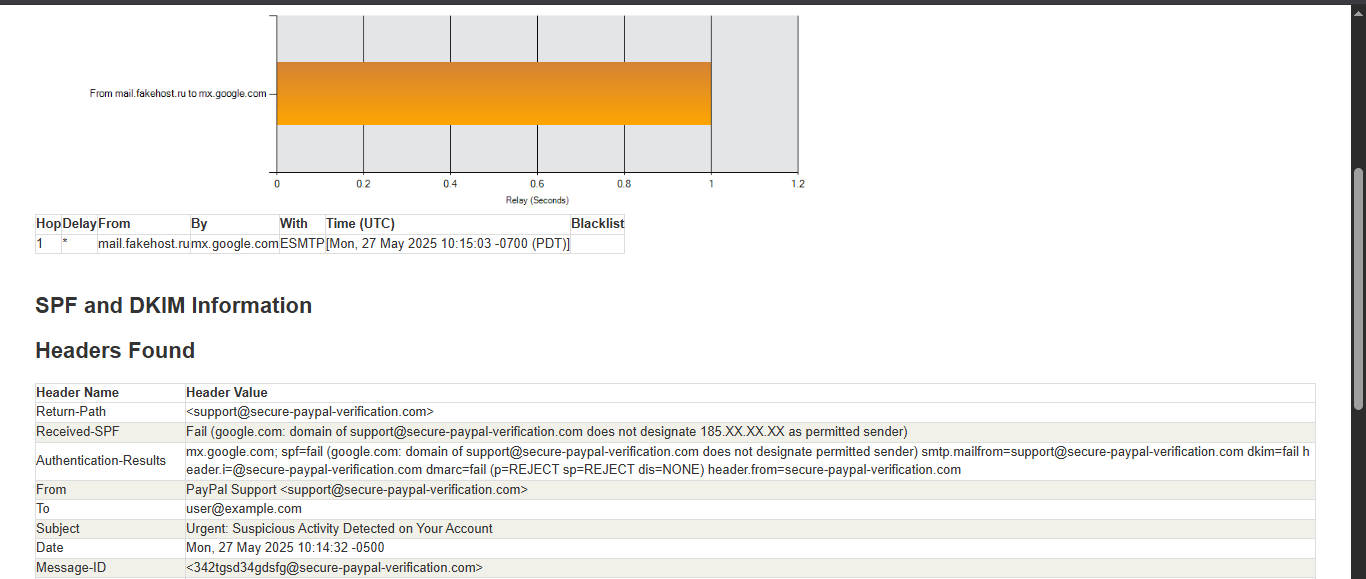 From mail.fakehost.ru to mx.google.com
0 0.2 0.4 0.6 0.8 1 1.2
Relay (Seconds)
Hop Delay From By With Time (UTC) Blacklist
1 * mail.fakehost.ru mx.google.com ESMTP [Mon, 27 May 2025 10:15:03 -0700 (PDT)]
SPF and DKIM Information
Headers Found
Header Name Header Value
Return-Path <support@secure-paypal-verification.com>
Received-SPF Fail (google.com: domain of support@secure-paypal-verification.com does not designate 185.XX.XX.XX as permitted sender)
Authentication-Results mx.google.com; spf=fail (google.com: domain of support@secure-paypal-verification.com does not designate permitted sender) smtp.mailfrom=support@secure-paypal-verification.com dkim=fail h
eader.i=@secure-paypal-verification.com dmarc=fail (p=REJECT sp=REJECT dis=NONE) header.from=secure-paypal-verification.com
From PayPal Support <support@secure-paypal-verification.com>
To user@example.com
Subject Urgent: Suspicious Activity Detected on Your Account
Date Mon, 27 May 2025 10:14:32 -0500
Message-ID <342tgsd34gdsfg@secure-paypal-verification.com>